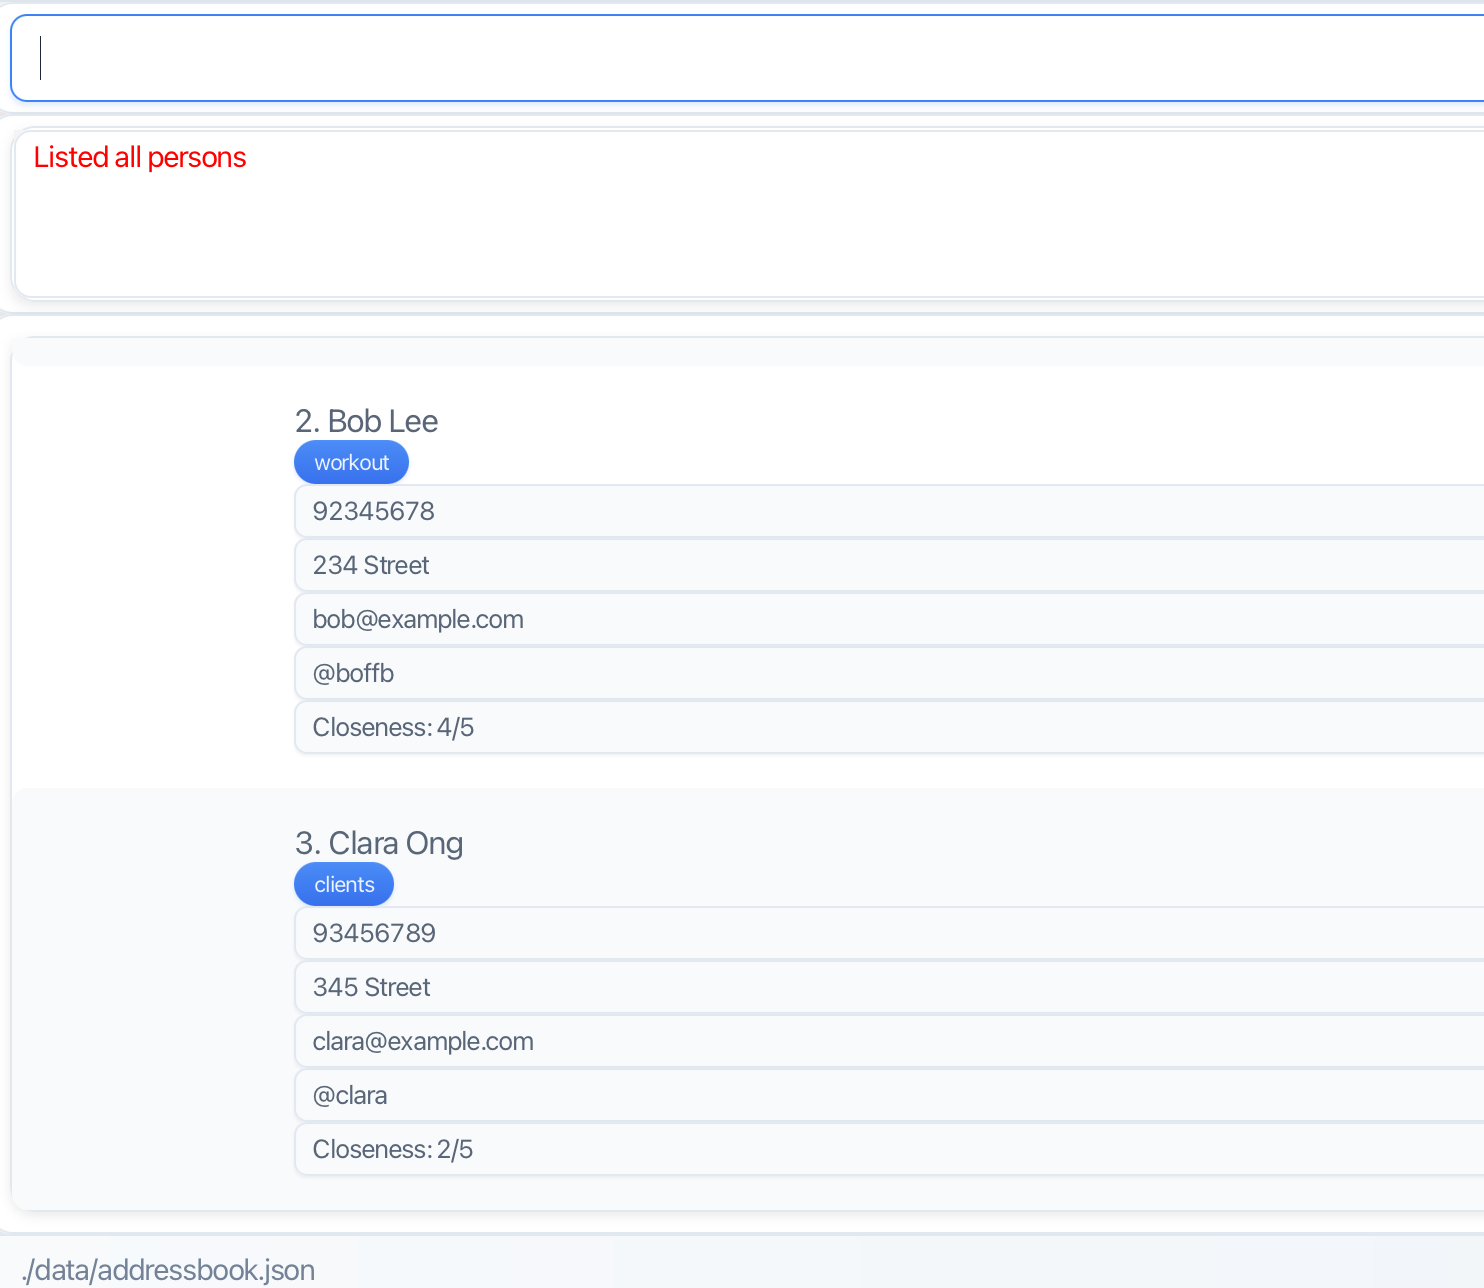 Listed all persons
2. Bob Lee
workout
92345678
234 Street
bob@example.com
@boffb
Closeness: 4/5
3. Clara Ong
clients
93456789
345 Street
clara@example.com
@clara
Closeness: 2/5
./data/addressbook.json